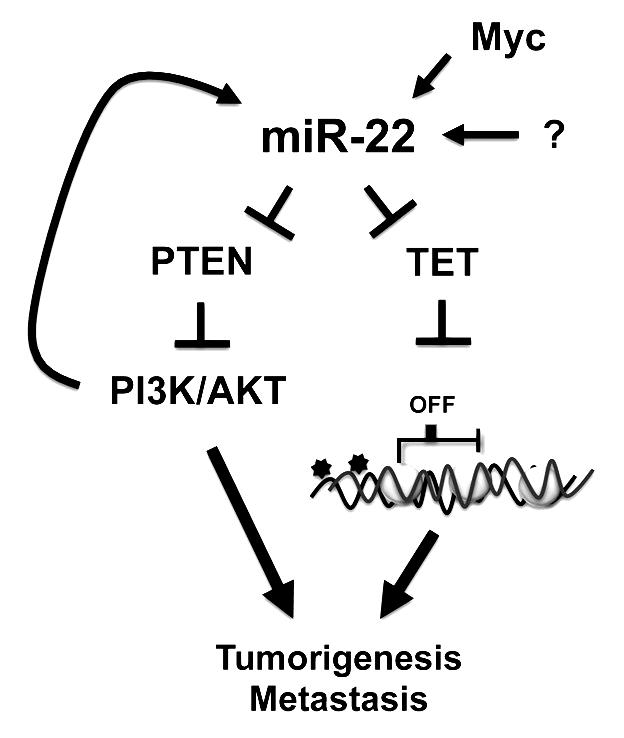 Myc
miR-22
?
PTEN
TET
PI3K/AKT
OFF
Tumorigenesis
Metastasis